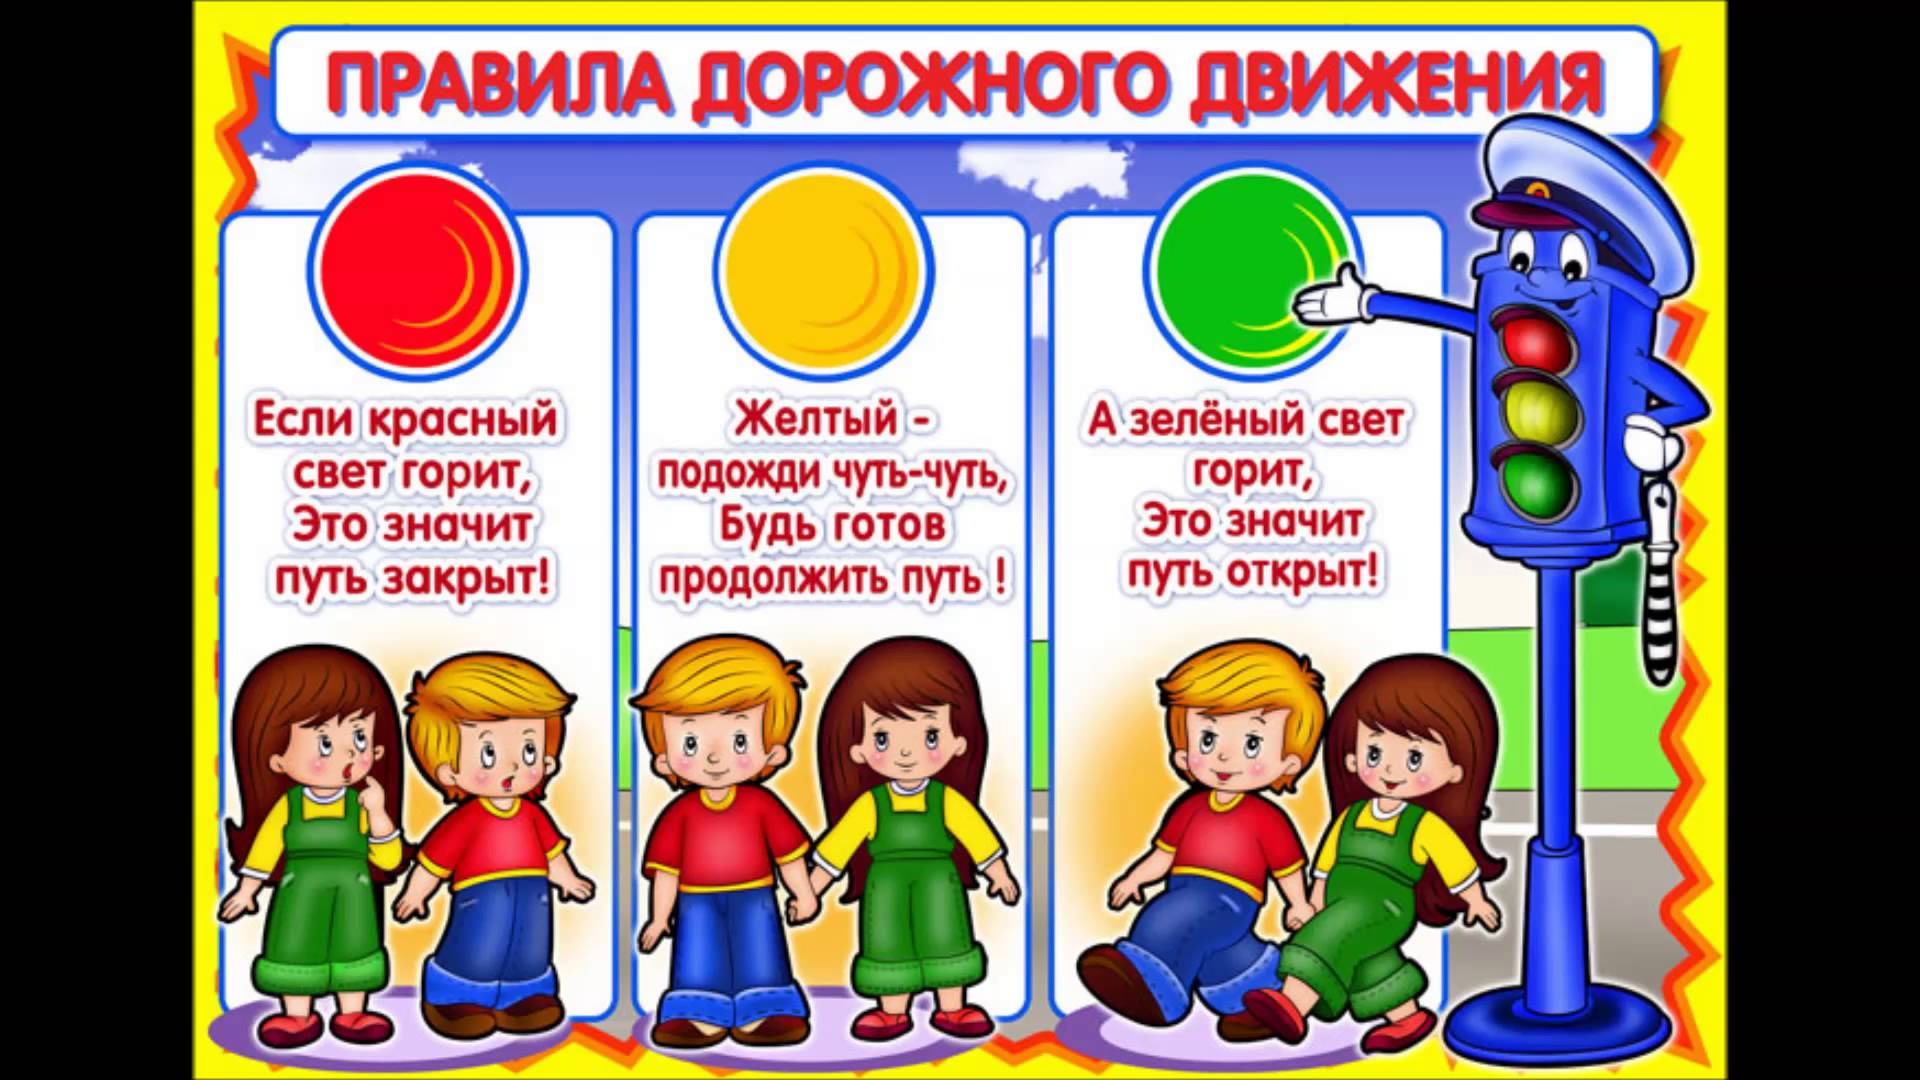 ПРАВИЛА ДОРОЖНОГО ДВИЖЕНИЯ
Если красный
свет горит,
Это значит
путь закрыт!
Желтый -
подожди чуть-чуть,
Будь готов
продолжить путь !
А зелёный свет
горит,
Это значит
путь открыт!